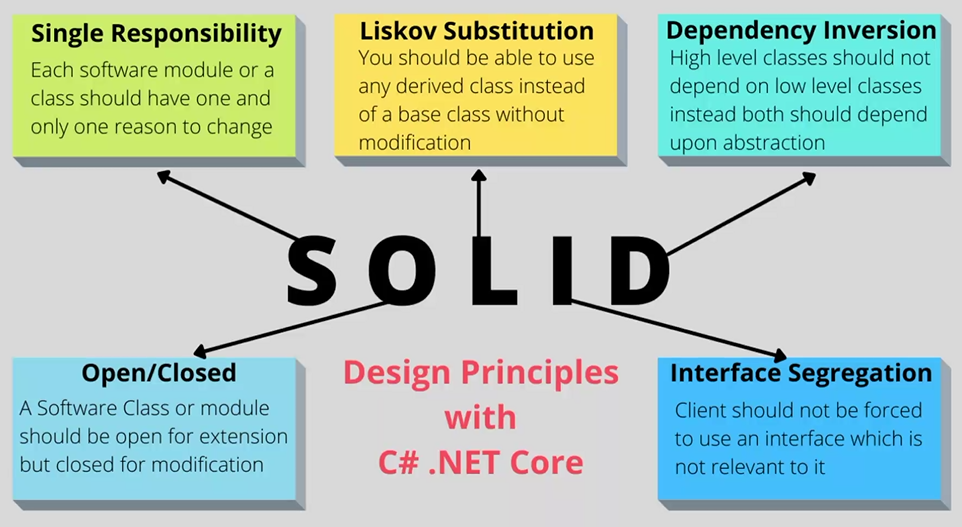 Single Responsibility
Each software module or a
class should have one and
only one reason to change
Liskov Substitution
You should be able to use
any derived class instead
of a base class without
modification
Dependency Inversion
High level classes should not
depend on low level classes
instead both should depend
upon abstraction
S O L I D
Open/Closed
A Software Class or module
should be open for extension
but closed for modification
Design Principles
with
C# .NET Core
Interface Segregation
Client should not be forced
to use an interface which is
not relevant to it